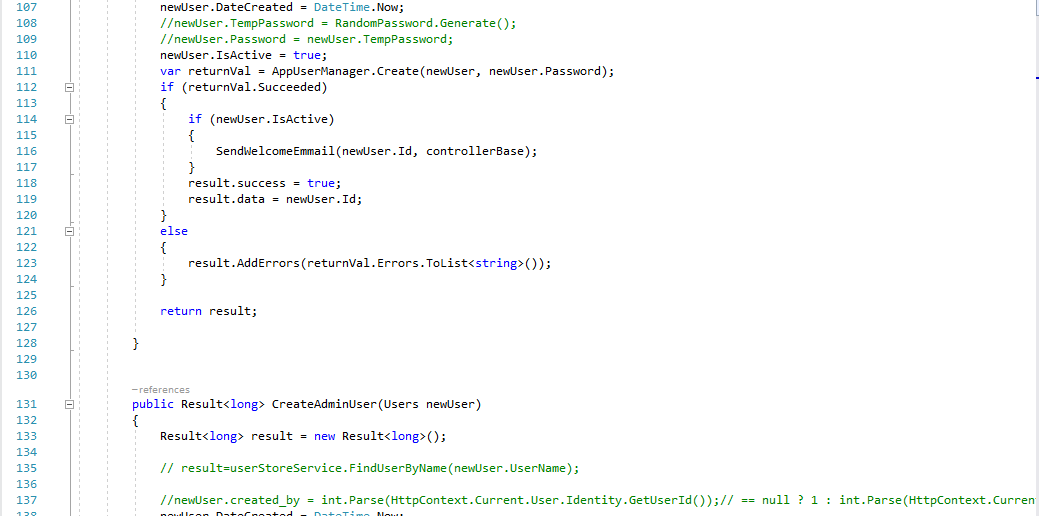 107 newUser.DateCreated = DateTime.Now;
108 //newUser.TempPassword = RandomPassword.Generate();
109 //newUser.Password = newUser.TempPassword;
110 newUser.IsActive = true;
111 var returnVal = AppUserManager.Create(newUser, newUser.Password);
112 if (returnVal.Succeeded)
113 {
114 if (newUser.IsActive)
115 {
116 SendWelcomeEmmail(newUser.Id, controllerBase);
117 }
118 result.success = true;
119 result.data = newUser.Id;
120 }
121 else
122 {
123 result.AddErrors(returnVal.Errors.ToList<string>());
124 }
125
126 return result;
127
128 }
129
130
–references
131 public Result<long> CreateAdminUser(Users newUser)
132 {
133 Result<long> result = new Result<long>();
134
135 // result=userStoreService.FindUserByName(newUser.UserName);
136
137 //newUser.created_by = int.Parse(HttpContext.Current.User.Identity.GetUserId());// == null ? 1 : int.Parse(HttpContext.Curren
138 newUser.DateCreated = DateTime.Now;